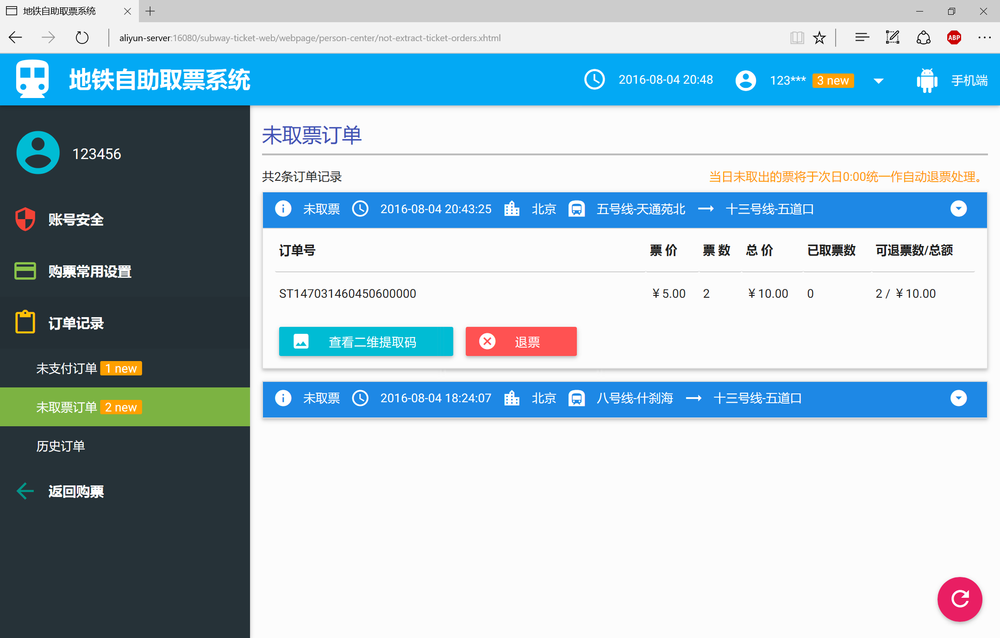 地铁自助取票系统
aliyun-server:16080/subway-ticket-web/webpage/person-center/not-extract-ticket-orders.xhtml
ABP
地铁自助取票系统
2016-08-04 20:48
123*** 3 new
手机端
123456
账号安全
购票常用设置
订单记录
未支付订单 1 new
未取票订单 2 new
历史订单
返回购票
未取票订单
共2条订单记录
当日未取出的票将于次日0:00统一作自动退票处理。
未取票 2016-08-04 20:43:25 北京 五号线-天通苑北 十三号线-五道口
订单号 票 价 票 数 总 价 已取票数 可退票数/总额
ST147031460450600000 ￥5.00 2 ￥10.00 0 2 / ￥10.00
查看二维提取码 退票
未取票 2016-08-04 18:24:07 北京 八号线-什刹海 十三号线-五道口